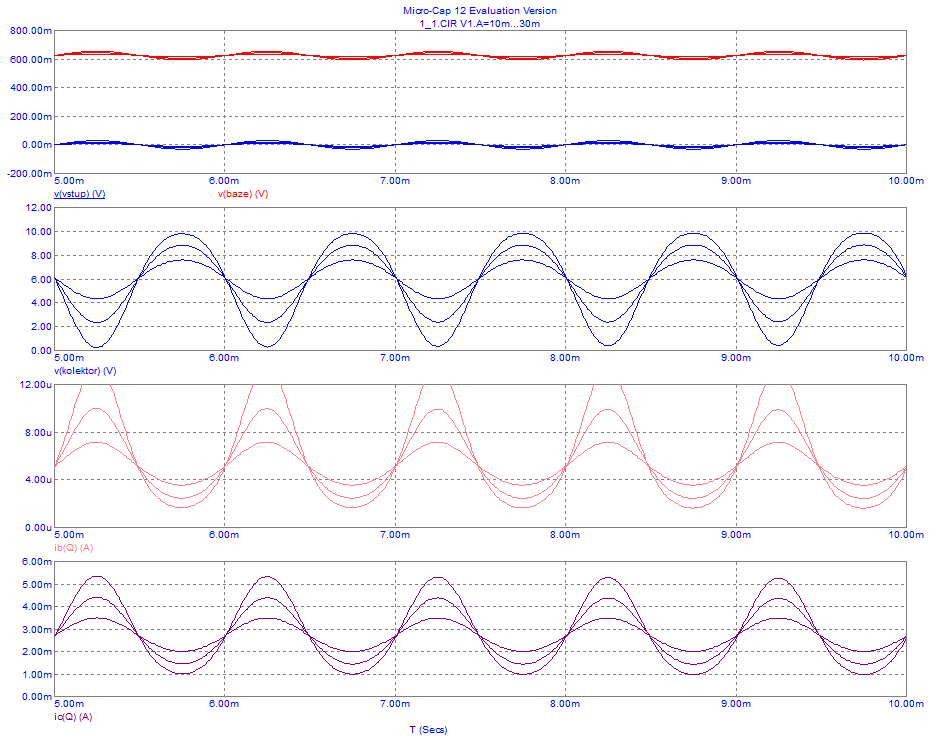 Micro-Cap 12 Evaluation Version
1_1.CIR V1.A=10m...30m
800.00m
600.00m
400.00m
200.00m
0.00m
-200.00m
5.00m 6.00m 7.00m 8.00m 9.00m 10.00m
v(vstup) (V) v(baze) (V)
12.00
10.00
8.00
6.00
4.00
2.00
0.00
5.00m 6.00m 7.00m 8.00m 9.00m 10.00m
v(kolektor) (V)
12.00u
8.00u
4.00u
0.00u
5.00m 6.00m 7.00m 8.00m 9.00m 10.00m
ib(Q) (A)
6.00m
5.00m
4.00m
3.00m
2.00m
1.00m
0.00m
5.00m 6.00m 7.00m 8.00m 9.00m 10.00m
ic(Q) (A)
T (Secs)